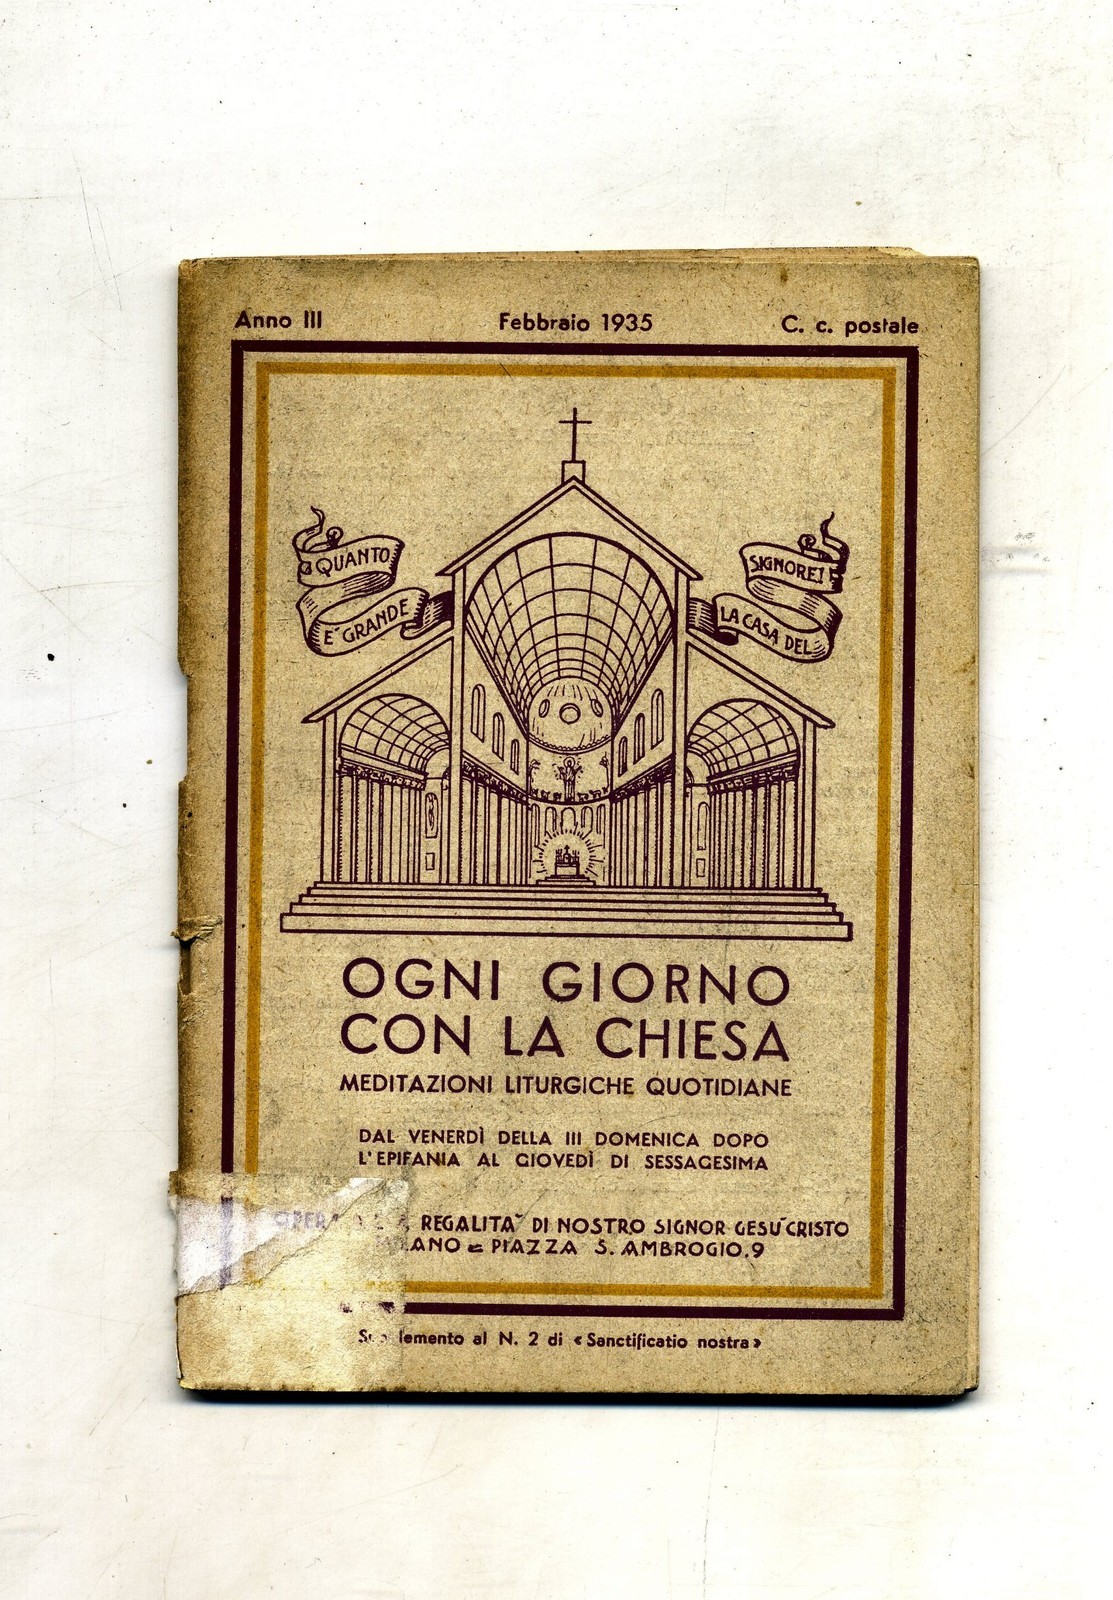 Anno III Febbraio 1935 C. c. postale
QUANTO
E' GRANDE
LA CASA DEL
SIGNORE!
OGNI GIORNO
CON LA CHIESA
MEDITAZIONI LITURGICHE QUOTIDIANE
DAL VENERDÌ DELLA III DOMENICA DOPO
L'EPIFANIA AL GIOVEDÌ DI SESSAGESIMA
REGALITA' DI NOSTRO SIGNOR GESU' CRISTO
PIAZZA S. AMBROGIO, 9
al N. 2 di « Sanctificatio nostra »